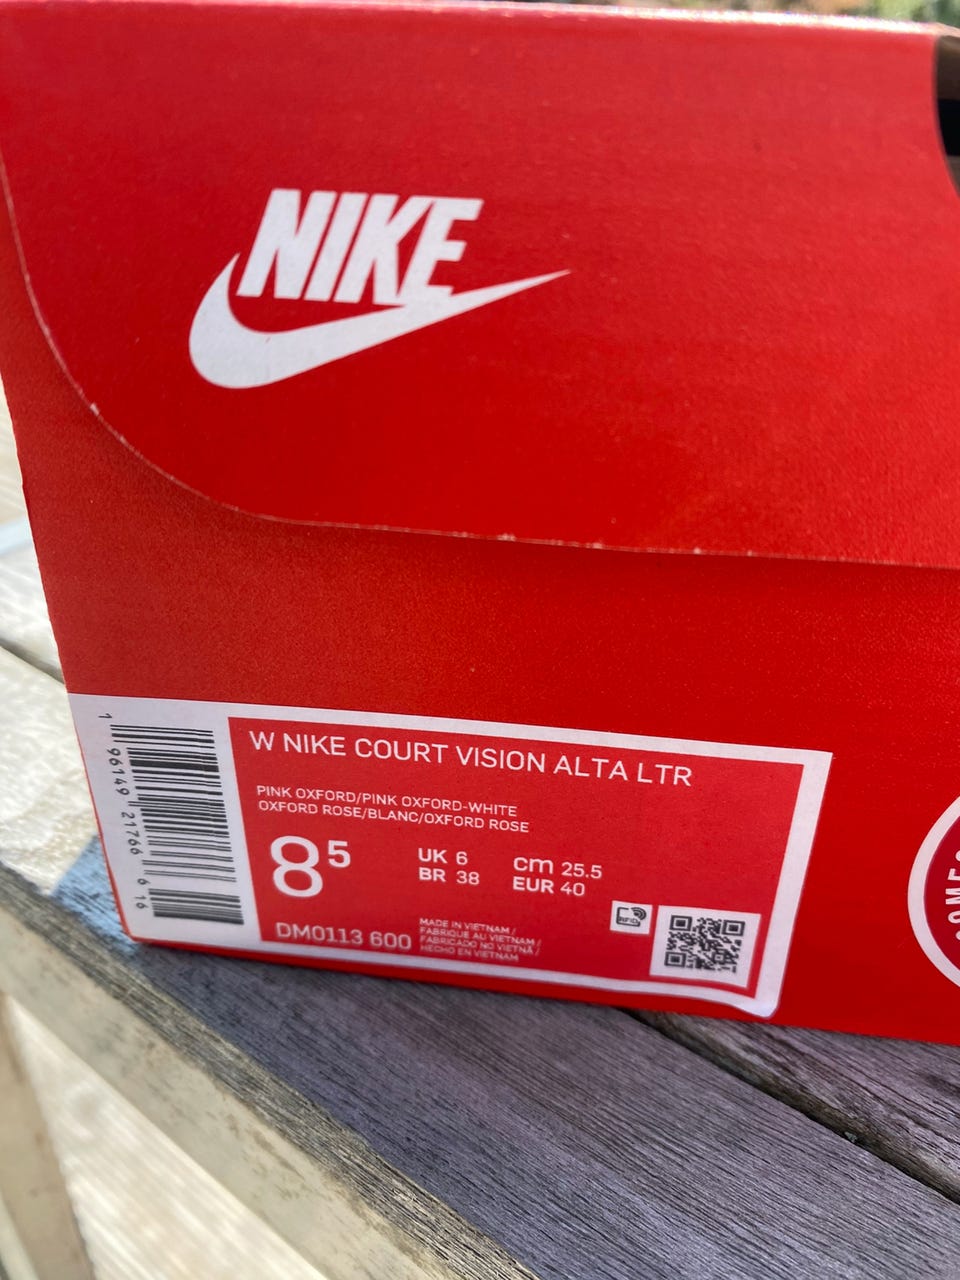 NIKE
W NIKE COURT VISION ALTA LTR
PINK OXFORD/PINK OXFORD-WHITE
OXFORD ROSE/BLANC/OXFORD ROSE
8⁵
UK 6
BR 38
cm 25.5
EUR 40
DM0113 600
MADE IN VIETNAM /
FABRIQUE AU VIETNAM /
FABRICADO NO VIETNÃ /
HECHO EN VIETNAM
RFID
1 96149 21766 6 16